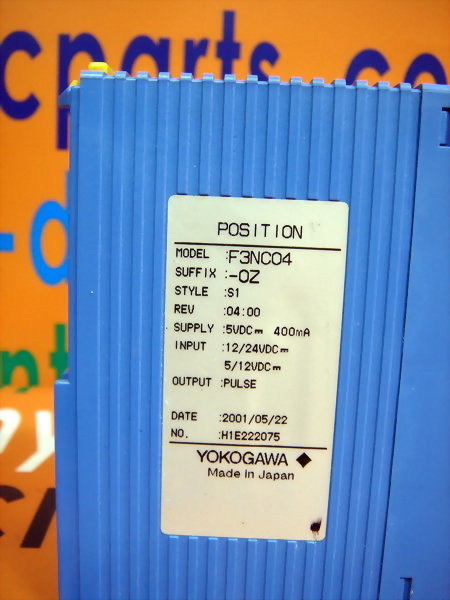 cparts.co
POSITION
MODEL :F3NC04
SUFFIX :-0Z
STYLE :S1
REV :04:00
SUPPLY :5VDC⎓ 400mA
INPUT :12/24VDC⎓
5/12VDC⎓
OUTPUT :PULSE
DATE :2001/05/22
NO. :H1E222075
YOKOGAWA ◆
Made in Japan